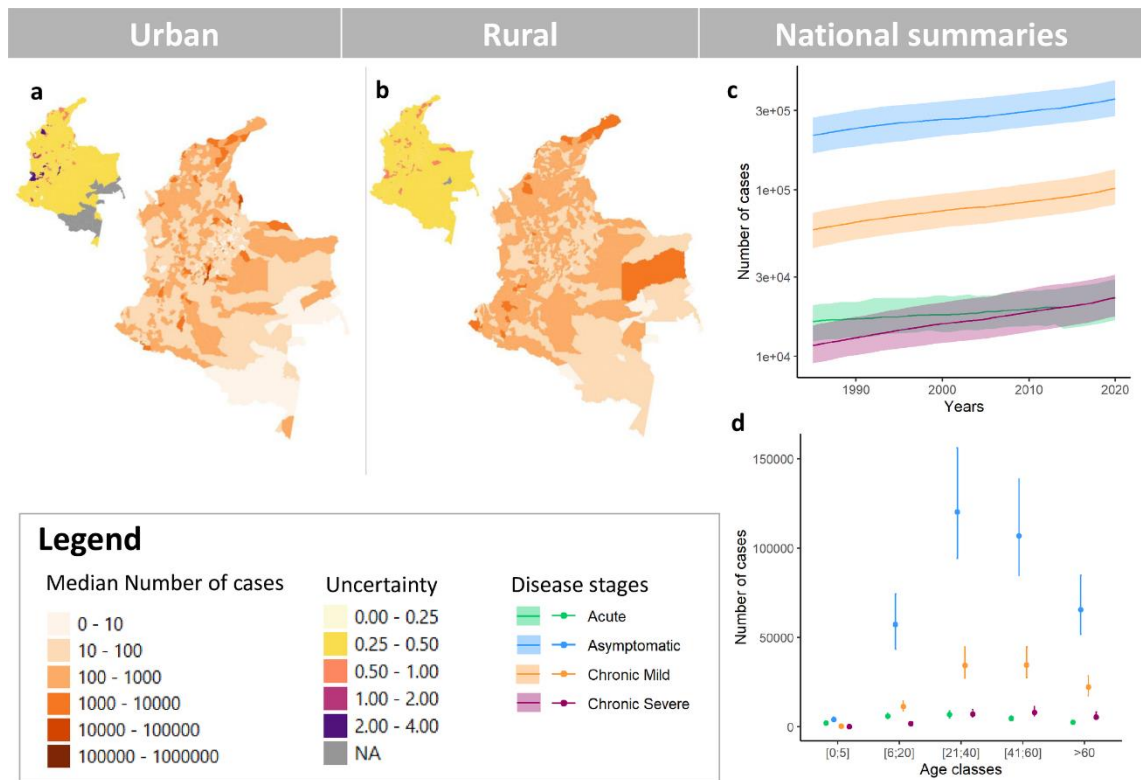 Urban
Rural
National summaries
a
b
c
3e+05
1e+05
3e+04
1e+04
Number of cases
1990
2000
2010
2020
Years
d
150000
100000
50000
0
Number of cases
[0;5]
[6;20]
[21;40]
[41;60]
>60
Age classes
Legend
Median Number of cases
0 - 10
10 - 100
100 - 1000
1000 - 10000
10000 - 100000
100000 - 1000000
Uncertainty
0.00 - 0.25
0.25 - 0.50
0.50 - 1.00
1.00 - 2.00
2.00 - 4.00
NA
Disease stages
Acute
Asymptomatic
Chronic Mild
Chronic Severe